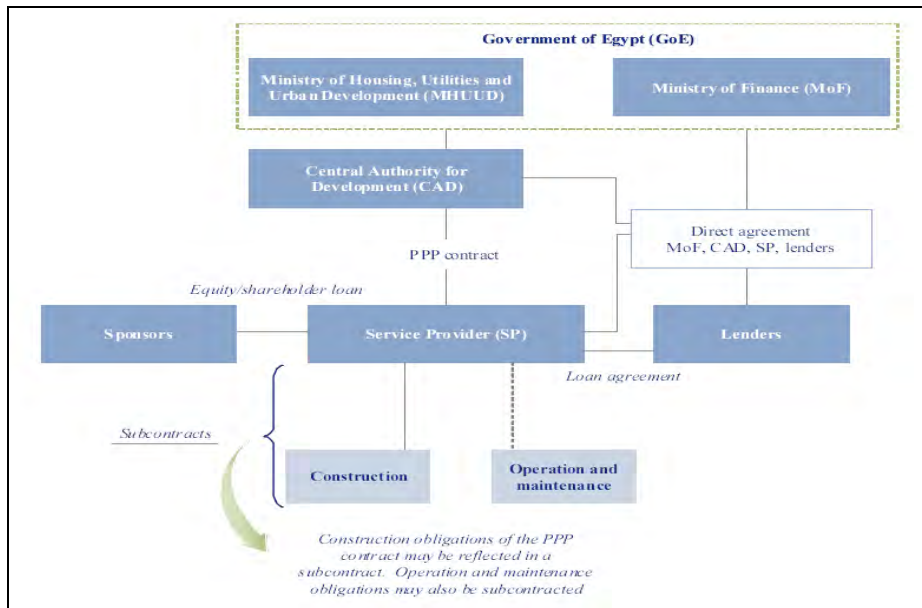 Government of Egypt (GoE)
Ministry of Housing, Utilities and
Urban Development (MHUUD)
Ministry of Finance (MoF)
Central Authority for
Development (CAD)
Direct agreement
MoF, CAD, SP, lenders
PPP contract
Equity/shareholder loan
Sponsors
Service Provider (SP)
Lenders
Loan agreement
Subcontracts
Construction
Operation and
maintenance
Construction obligations of the PPP
contract may be reflected in a
subcontract. Operation and maintenance
obligations may also be subcontracted